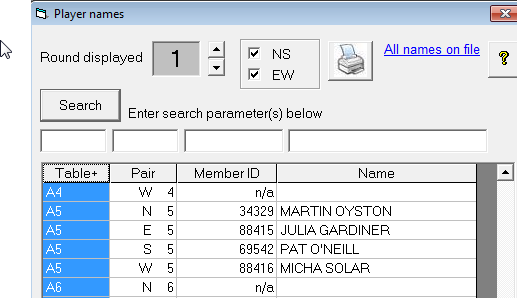 Player names
Round displayed 1 NS EW All names on file ?
Search Enter search parameter(s) below
Table+ Pair Member ID Name
A4 W 4 n/a
A5 N 5 34329 MARTIN OYSTON
A5 E 5 88415 JULIA GARDINER
A5 S 5 69542 PAT O'NEILL
A5 W 5 88416 MICHA SOLAR
A6 N 6 n/a